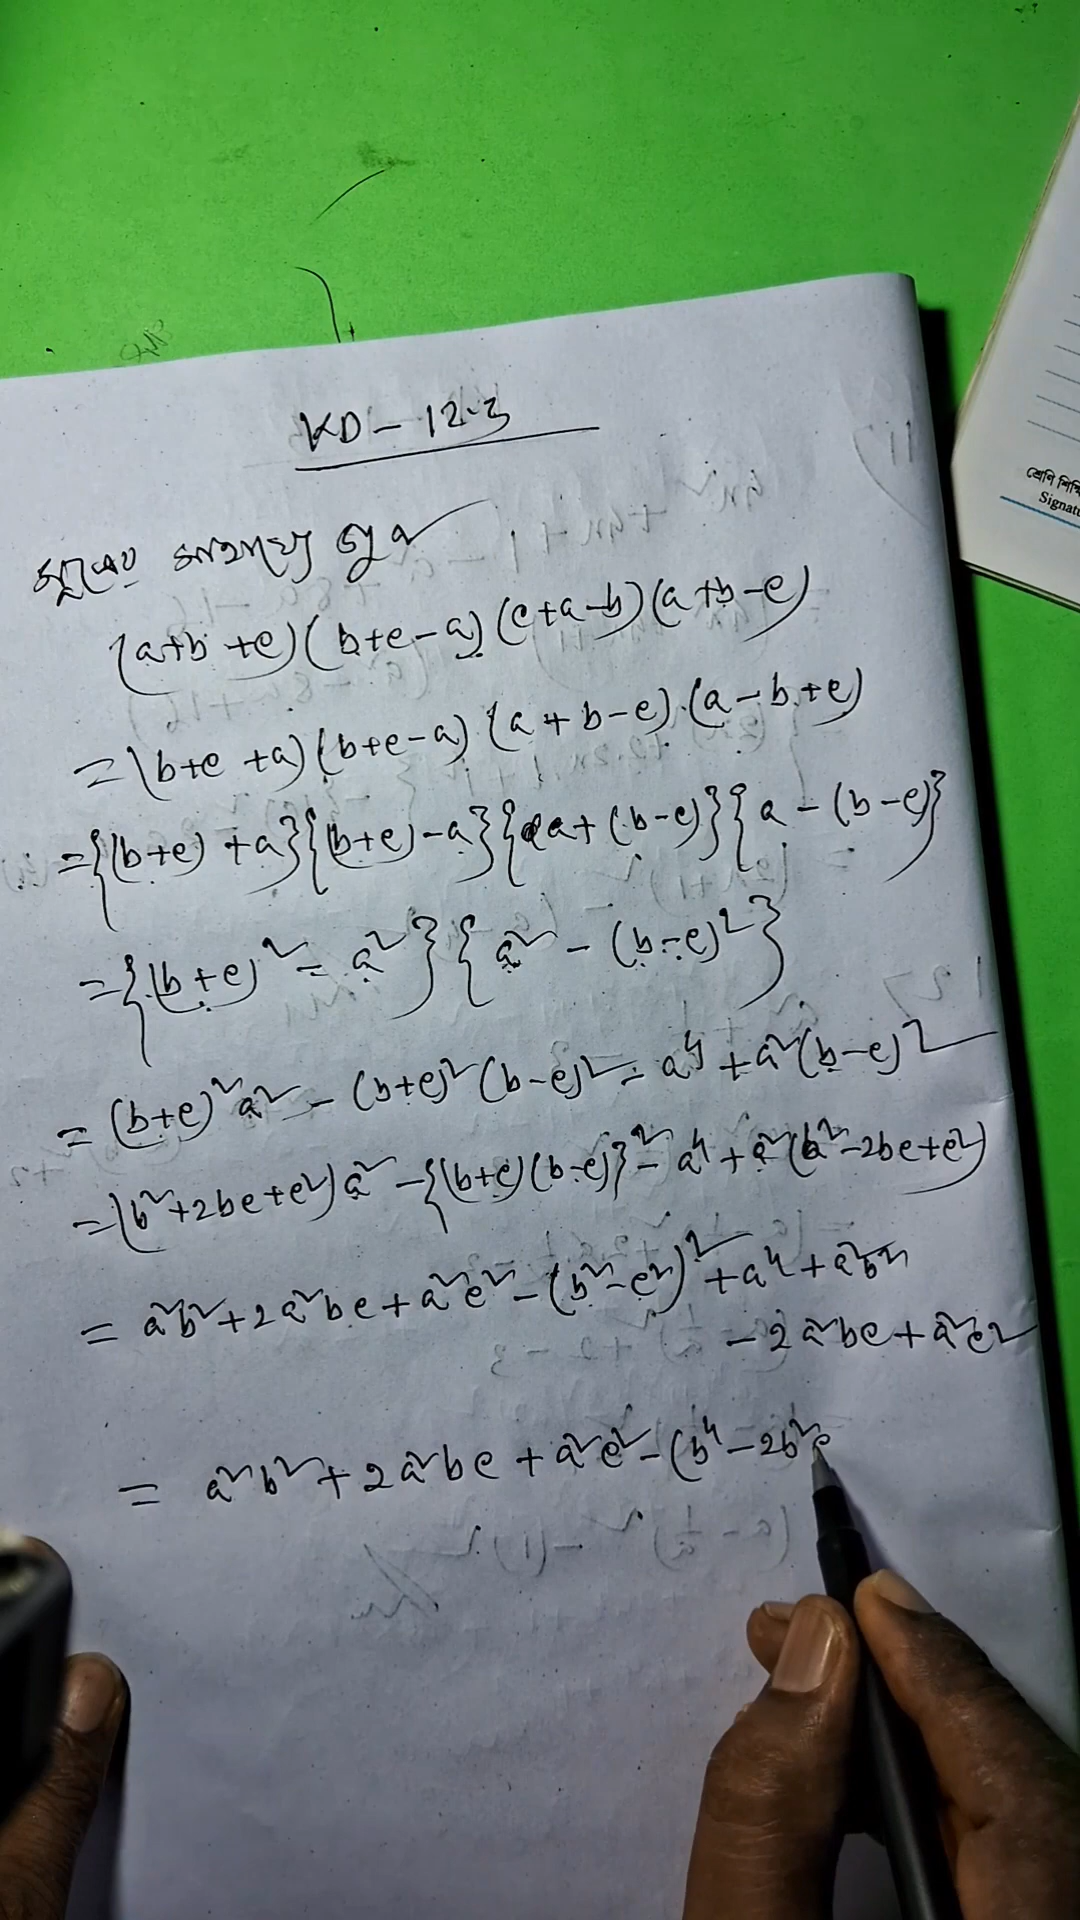 KD - 12.3
সূত্রের সাহায্যে গুণ
(a+b+c)(b+c-a)(c+a-b)(a+b-c)
= (b+c+a)(b+c-a)(a+b-c).(a-b+c)
= {(b+c)+a}{(b+c)-a}{a+(b-c)}{a-(b-c)}
= {(b+c)² - a²}{a² - (b-c)²}
= (b+c)²a² - (b+c)²(b-c)² - a⁴ + a²(b-c)²
= (b²+2bc+c²)a² - {(b+c)(b-c)}² - a⁴ + a²(b²-2bc+c²)
= a²b² + 2a²bc + a²c² - (b²-c²)² + a⁴ + a²b²
- 2a²bc + a²c²
= a²b² + 2a²bc + a²c² - (b⁴ - 2b²c
শ্রেণি
Signatu